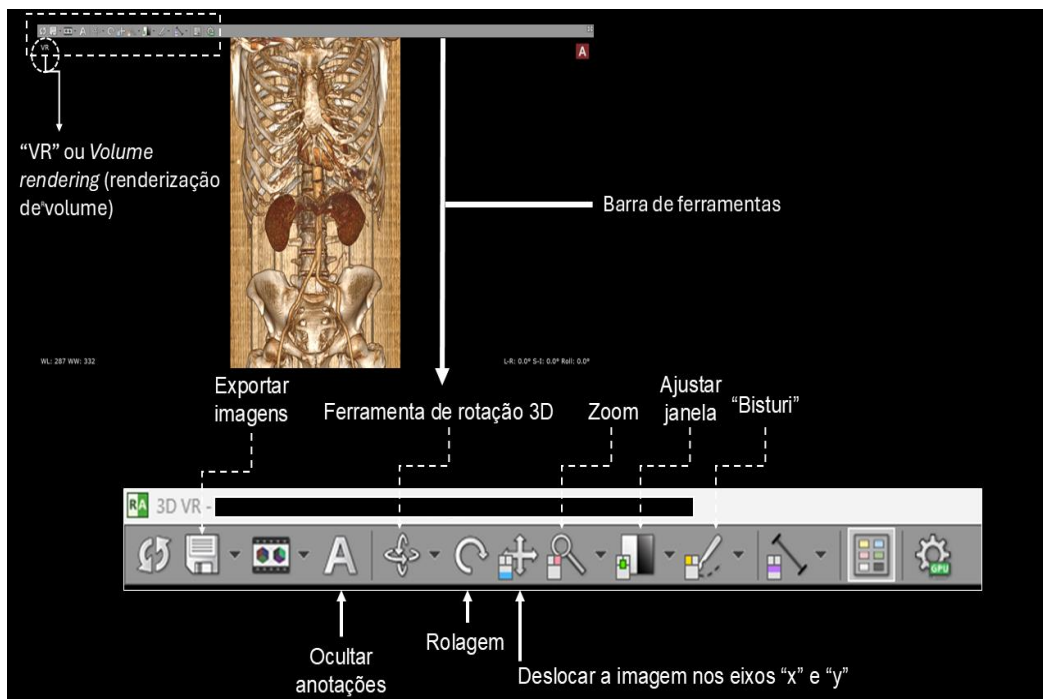 VR
A
"VR" ou Volume
rendering (renderização
de volume)
Barra de ferramentas
WL: 287 WW: 332
L-R: 0.0° S-I: 0.0° Roll: 0.0°
Exportar
imagens
Ferramenta de rotação 3D
Zoom
Ajustar
janela
"Bisturi"
RA 3D VR -
A
GPU
Ocultar
anotações
Rolagem
Deslocar a imagem nos eixos "x" e "y"